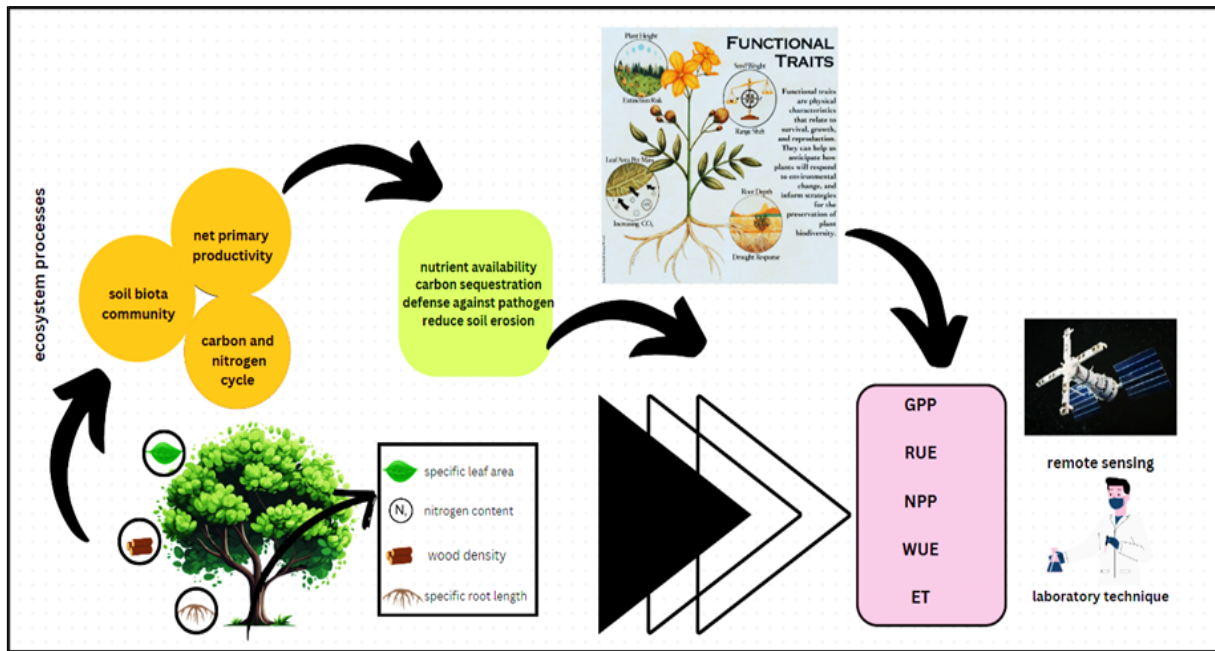 ecosystem processes
net primary
productivity
soil biota
community
carbon and
nitrogen
cycle
nutrient availability
carbon sequestration
defense against pathogen
reduce soil erosion
FUNCTIONAL
TRAITS
Plant Height
Extinction Risk
Seed Weight
Range Shift
Leaf Area Per Mass
Increasing CO₂
Root Depth
Drought Response
Functional traits
are physical
characteristics
that relate to
survival, growth,
and reproduction.
They can help us
anticipate how
plants will respond
to environmental
change, and
inform strategies
for the
preservation of
plant
biodiversity.
specific leaf area
nitrogen content
wood density
specific root length
GPP
RUE
NPP
WUE
ET
remote sensing
laboratory technique